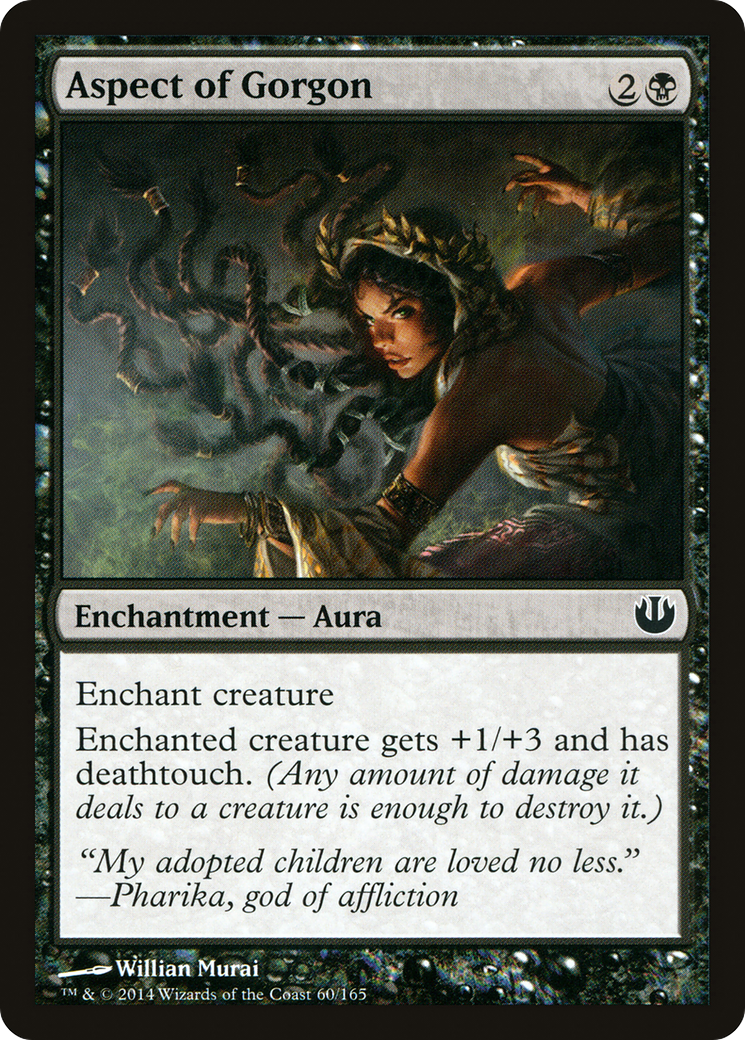 Aspect of Gorgon 2
Enchantment — Aura
Enchant creature
Enchanted creature gets +1/+3 and has
deathtouch. (Any amount of damage it
deals to a creature is enough to destroy it.)
“My adopted children are loved no less.”
—Pharika, god of affliction
Willian Murai
™ & © 2014 Wizards of the Coast 60/165